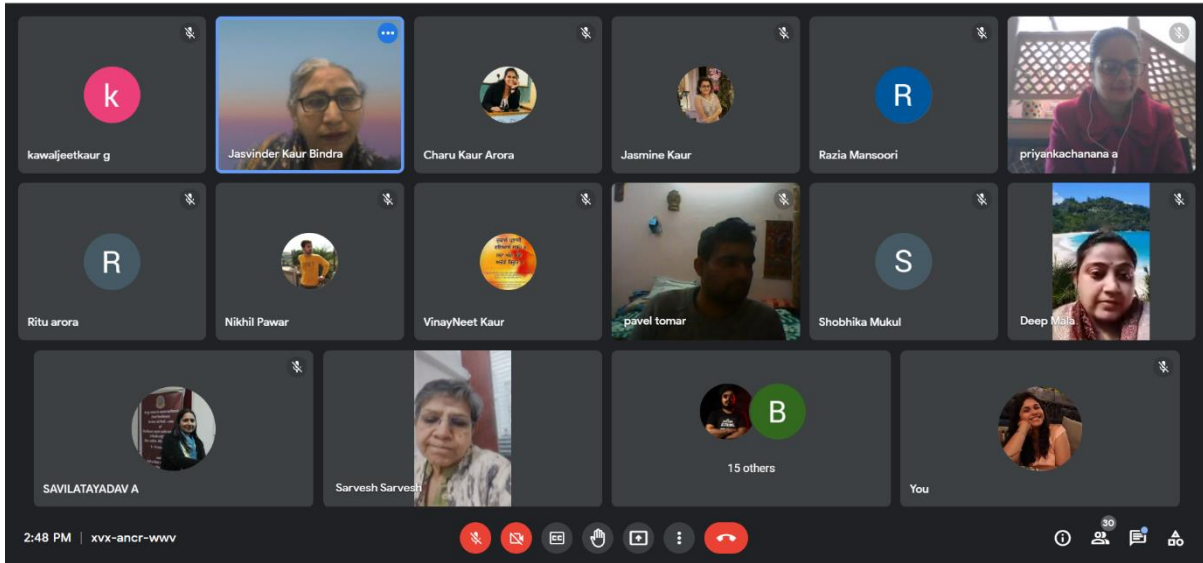 k
kawaljeetkaur g
Jasvinder Kaur Bindra
Charu Kaur Arora
Jasmine Kaur
R
Razia Mansoori
priyankachanana a
R
Ritu arora
Nikhil Pawar
VinayNeet Kaur
pavel tomar
S
Shobhika Mukul
Deep Mala
SAVILATAYADAV A
Sarvesh Sarvesh
B
15 others
You
2:48 PM | xvx-ancr-wwv
CC
30